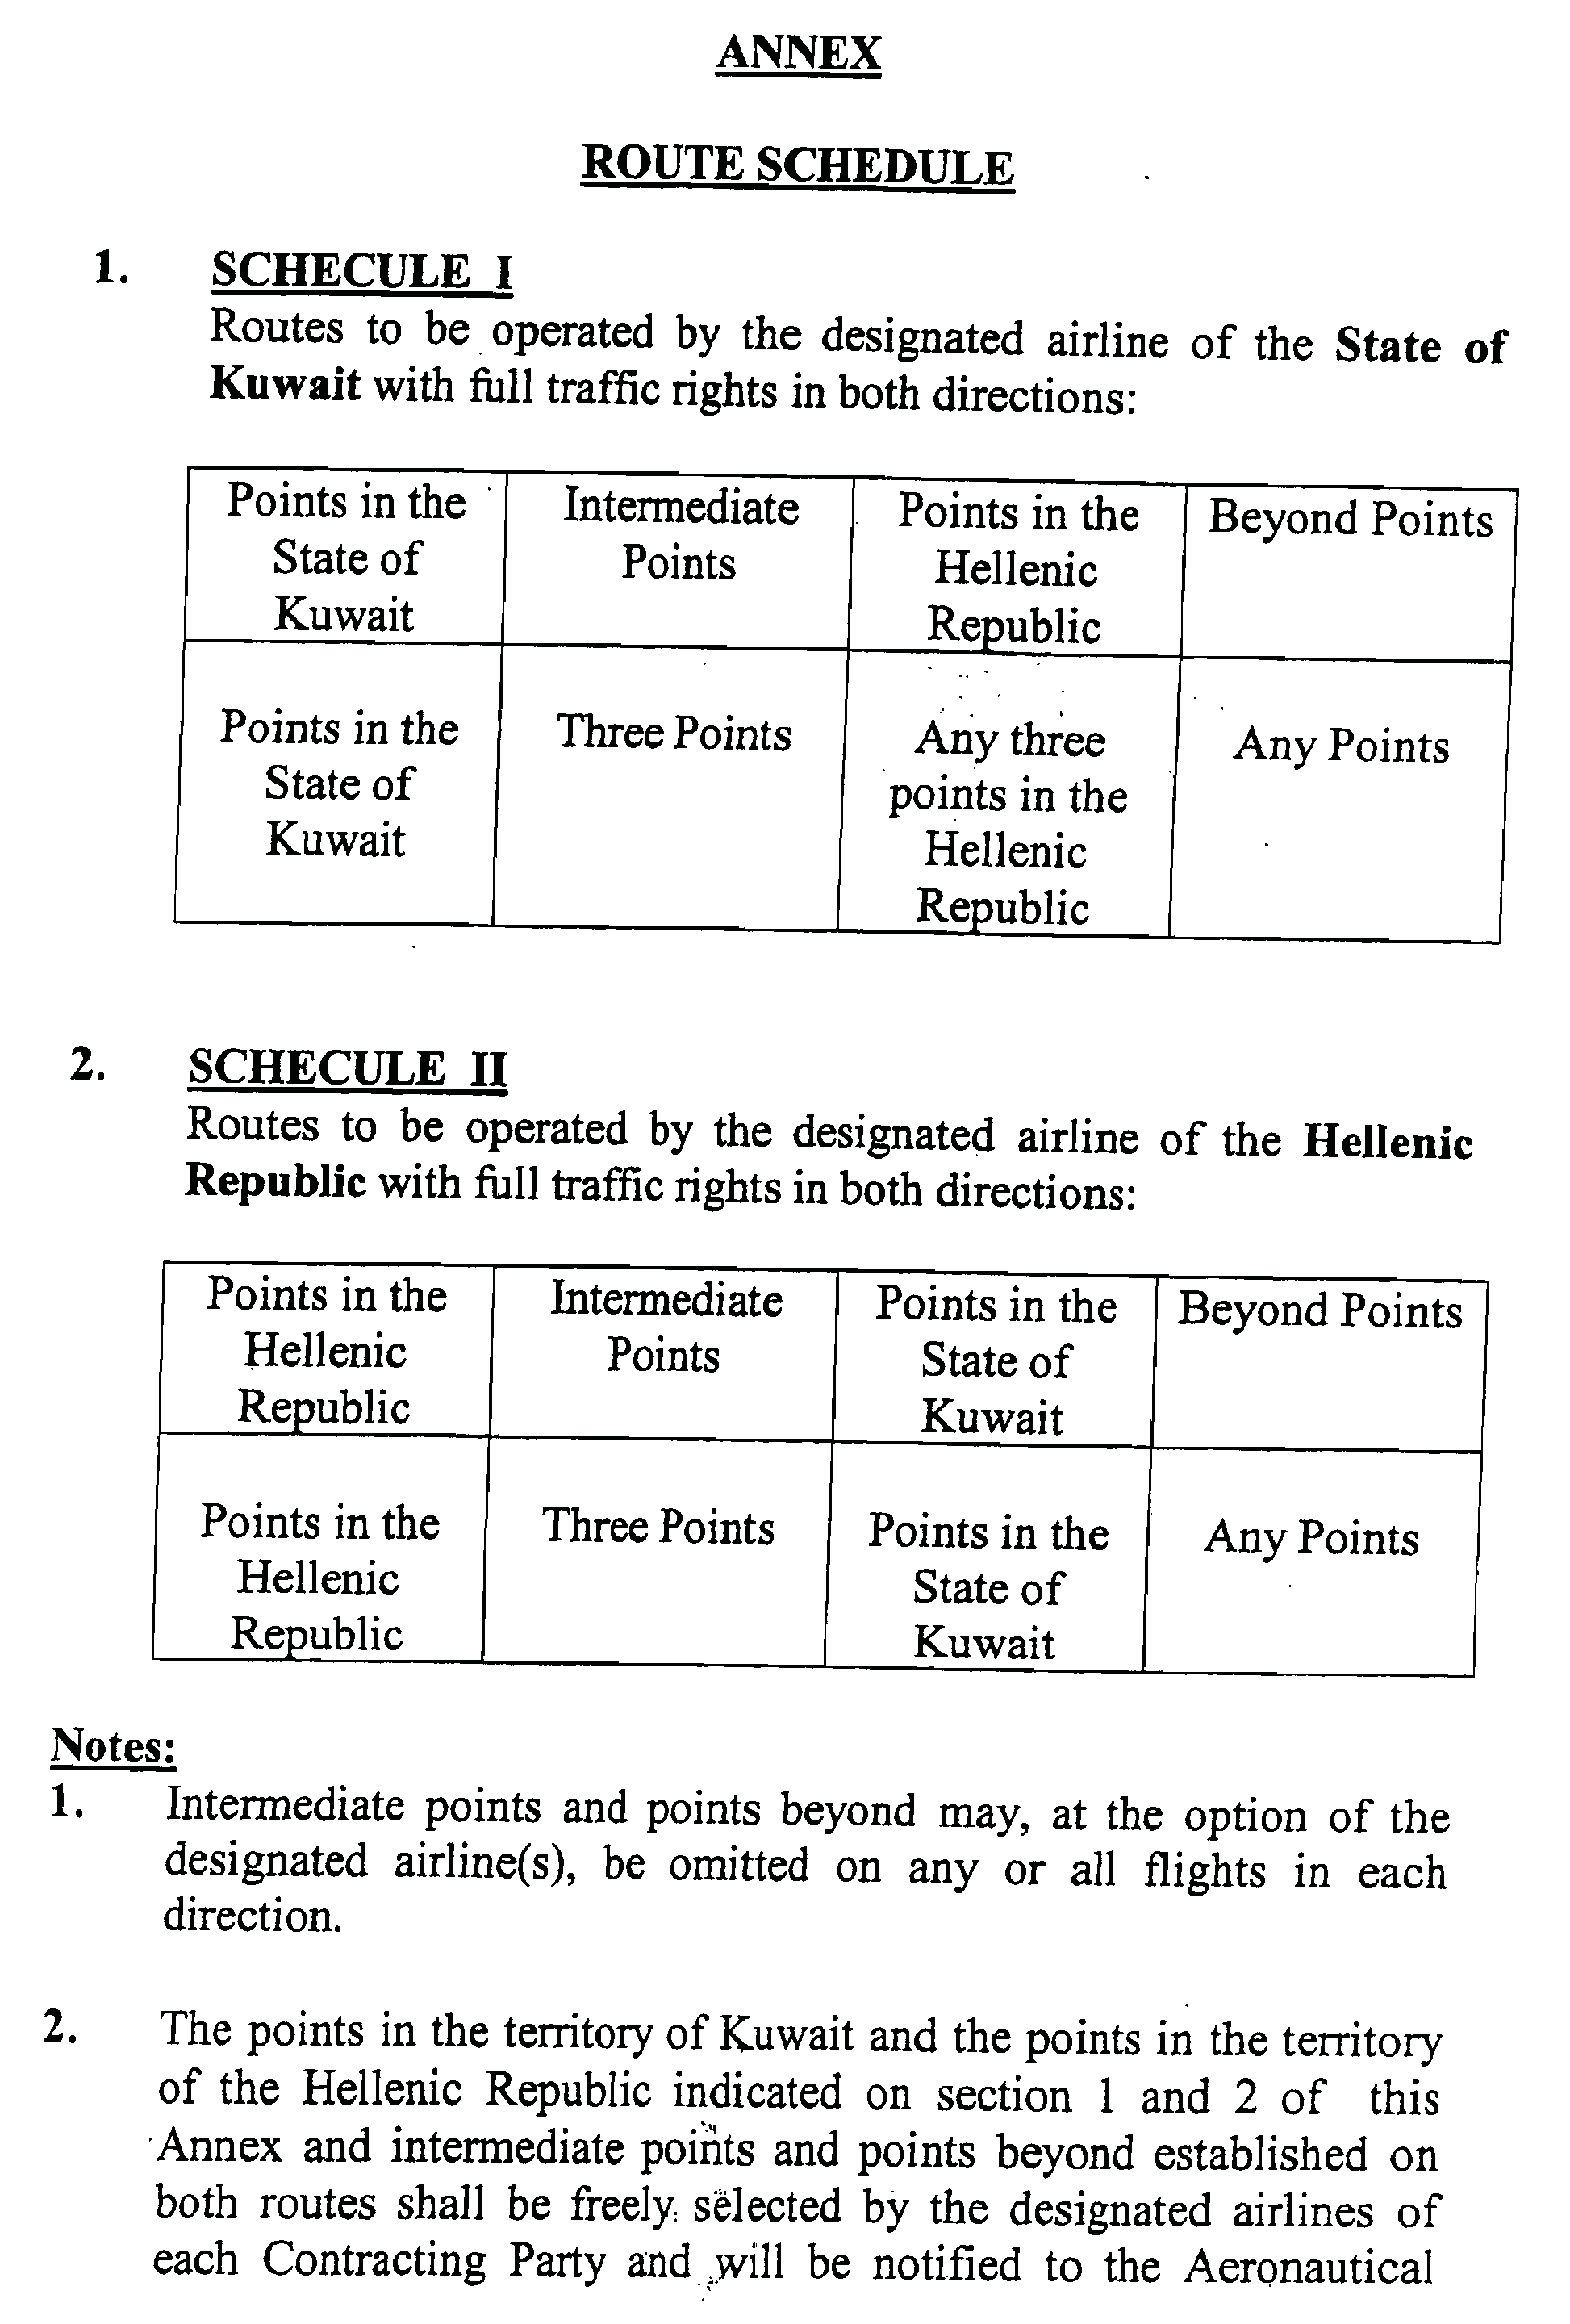 ANNEX
ROUTE SCHEDULE
1. SCHECULE I
Routes to be operated by the designated airline of the State of
Kuwait with full traffic rights in both directions:
Points in the
State of
Kuwait
Intermediate
Points
Points in the
Hellenic
Republic
Beyond Points
Points in the
State of
Kuwait
Three Points
Any three
points in the
Hellenic
Republic
Any Points
2. SCHECULE II
Routes to be operated by the designated airline of the Hellenic
Republic with full traffic rights in both directions:
Points in the
Hellenic
Republic
Intermediate
Points
Points in the
State of
Kuwait
Beyond Points
Points in the
Hellenic
Republic
Three Points
Points in the
State of
Kuwait
Any Points
Notes:
1. Intermediate points and points beyond may, at the option of the
designated airline(s), be omitted on any or all flights in each
direction.
2. The points in the territory of Kuwait and the points in the territory
of the Hellenic Republic indicated on section 1 and 2 of this
Annex and intermediate points and points beyond established on
both routes shall be freely selected by the designated airlines of
each Contracting Party and will be notified to the Aeronautical